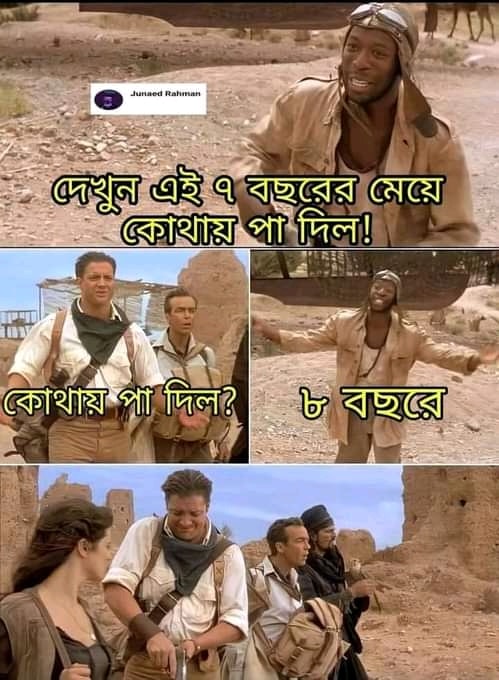 Junaed Rahman
দেখুন এই ৭ বছরের মেয়ে
কোথায় পা দিল!
কোথায় পা দিল?
৮ বছরে